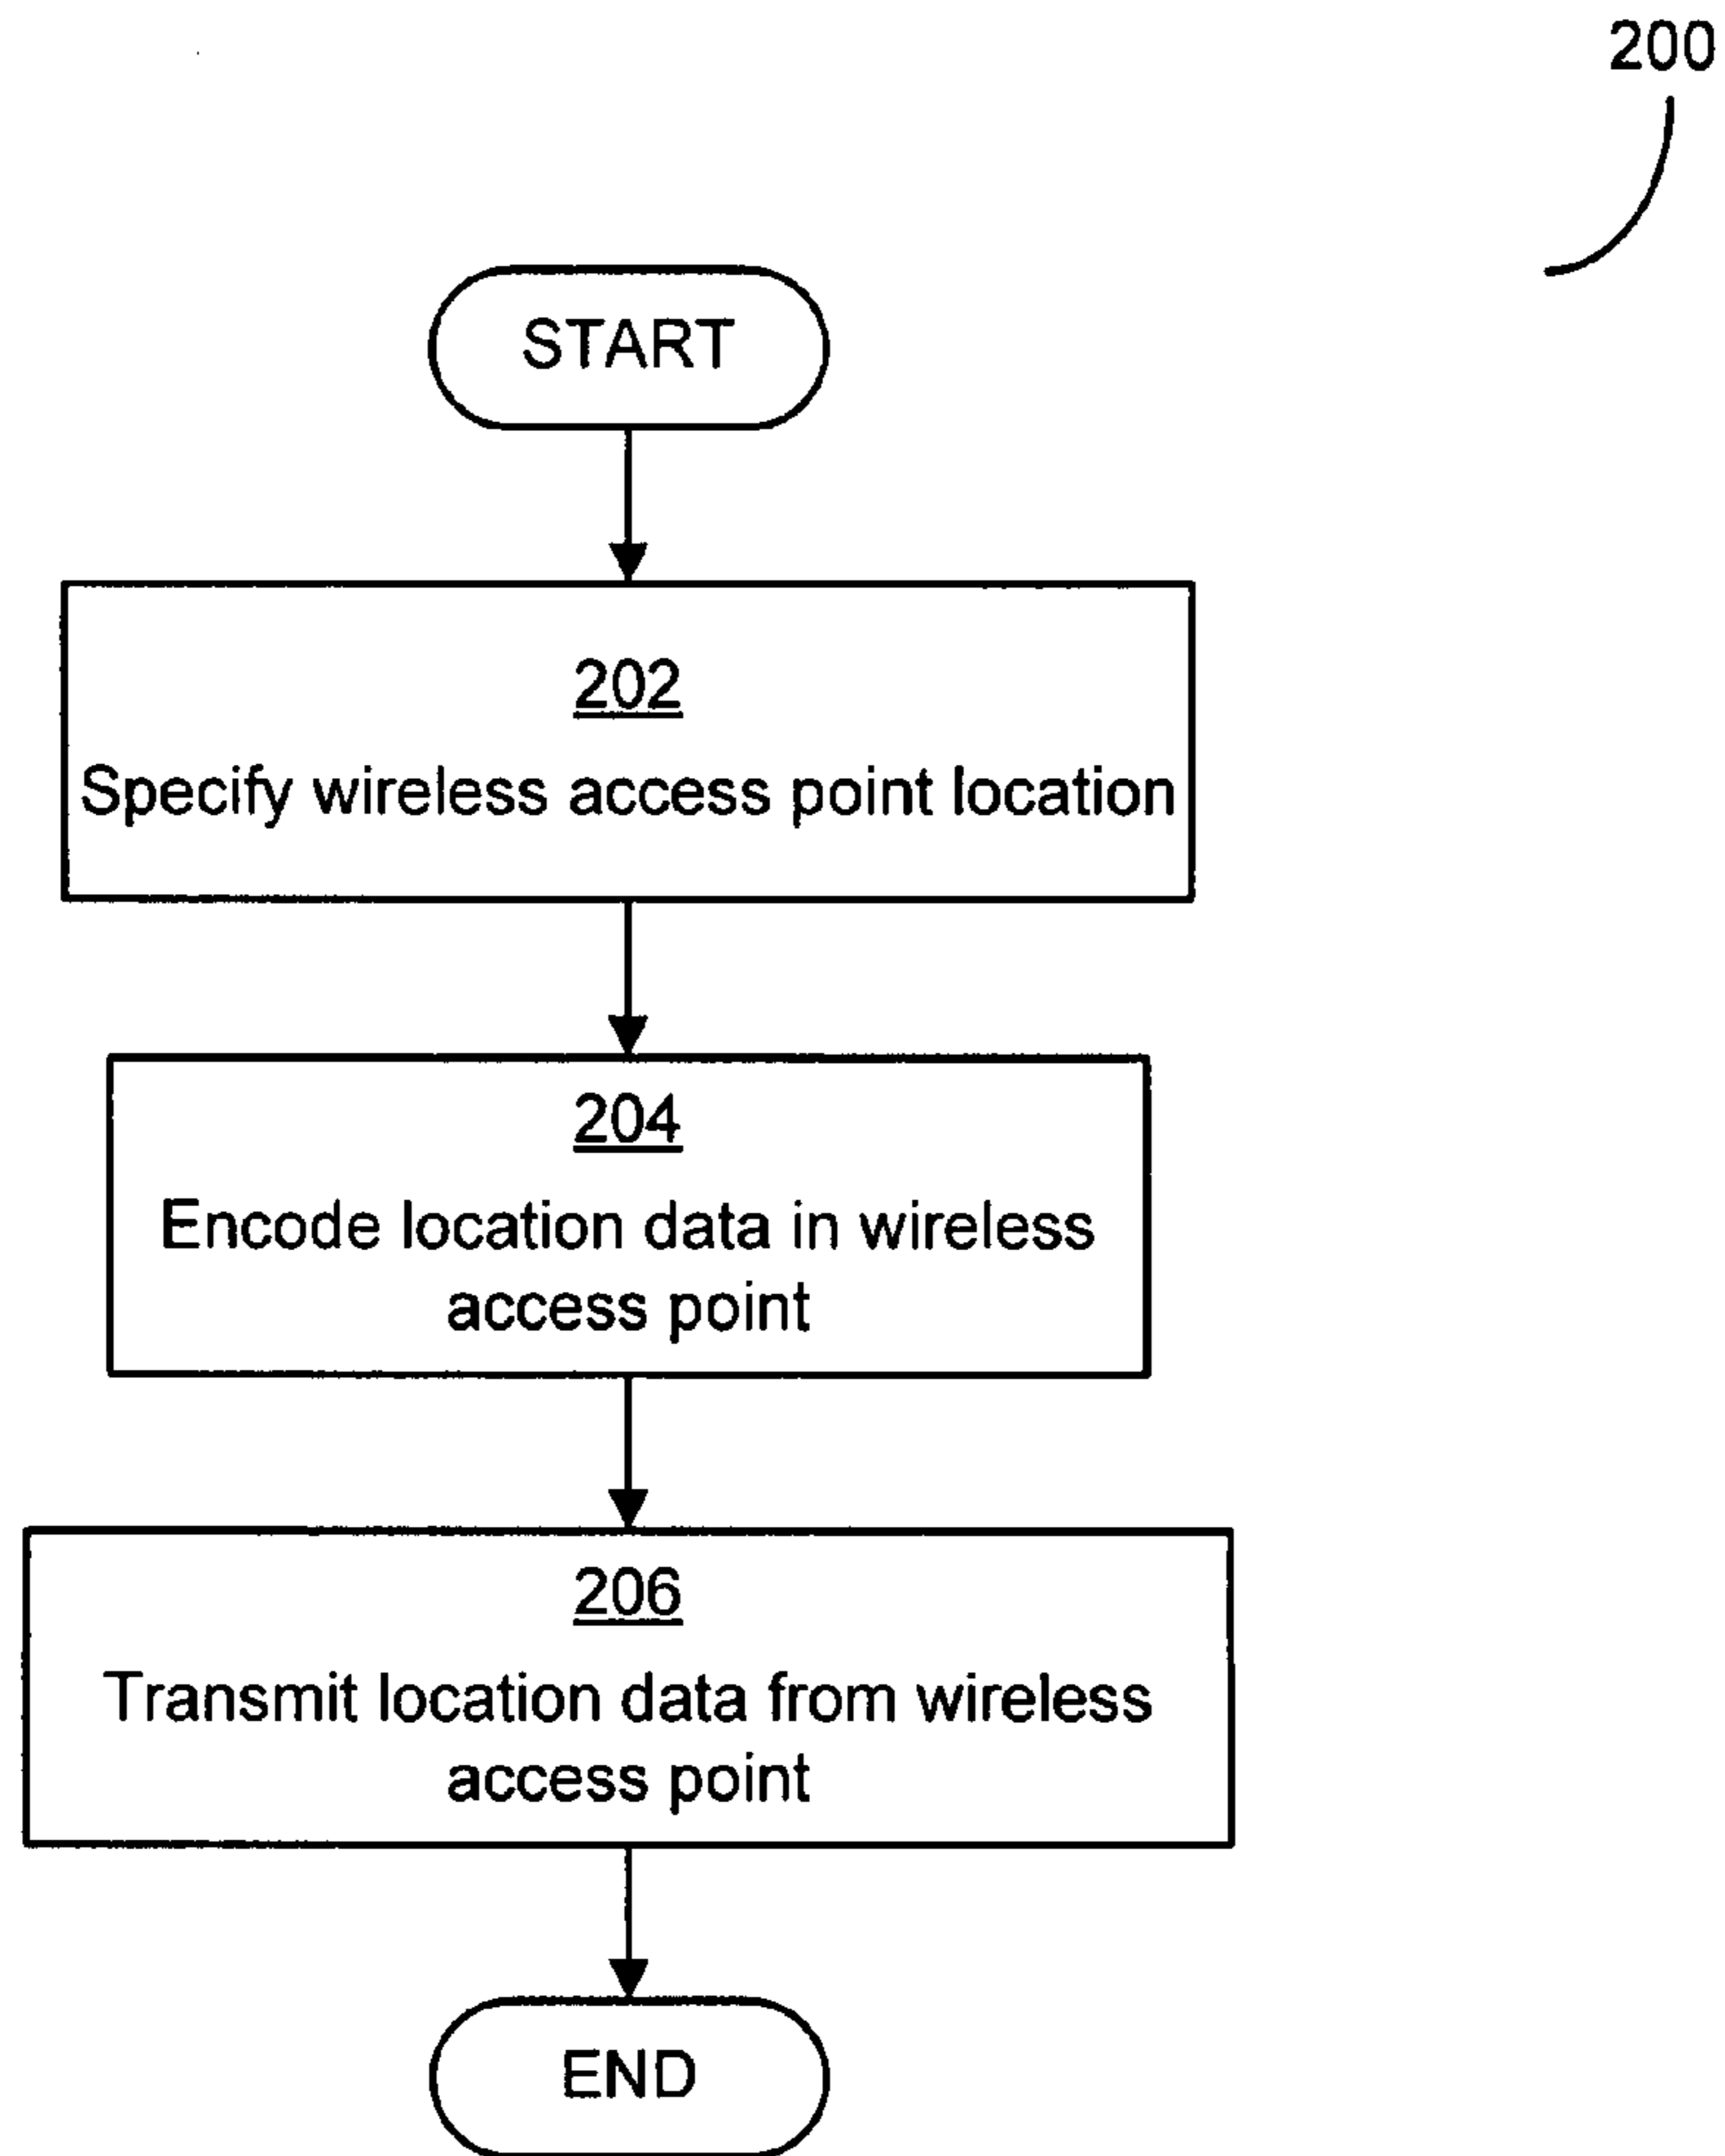 200
START
202
Specify wireless access point location
204
Encode location data in wireless
access point
206
Transmit location data from wireless
access point
END